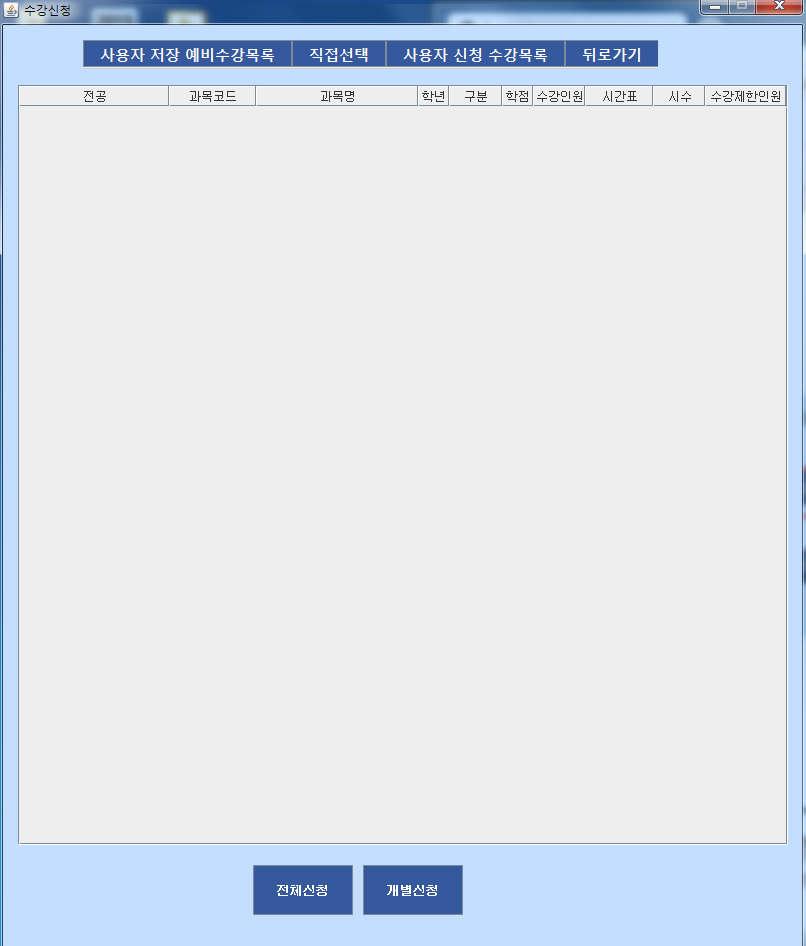 수강신청
사용자 저장 예비수강목록 직접선택 사용자 신청 수강목록 뒤로가기
전공 과목코드 과목명 학년 구분 학점 수강인원 시간표 시수 수강제한인원
전체신청 개별신청